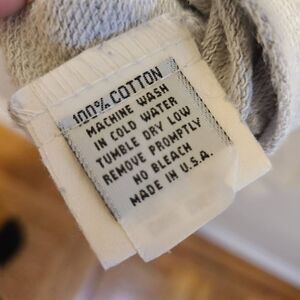 100% COTTON
MACHINE WASH
IN COLD WATER
TUMBLE DRY LOW
REMOVE PROMPTLY
NO BLEACH
MADE IN U.S.A.